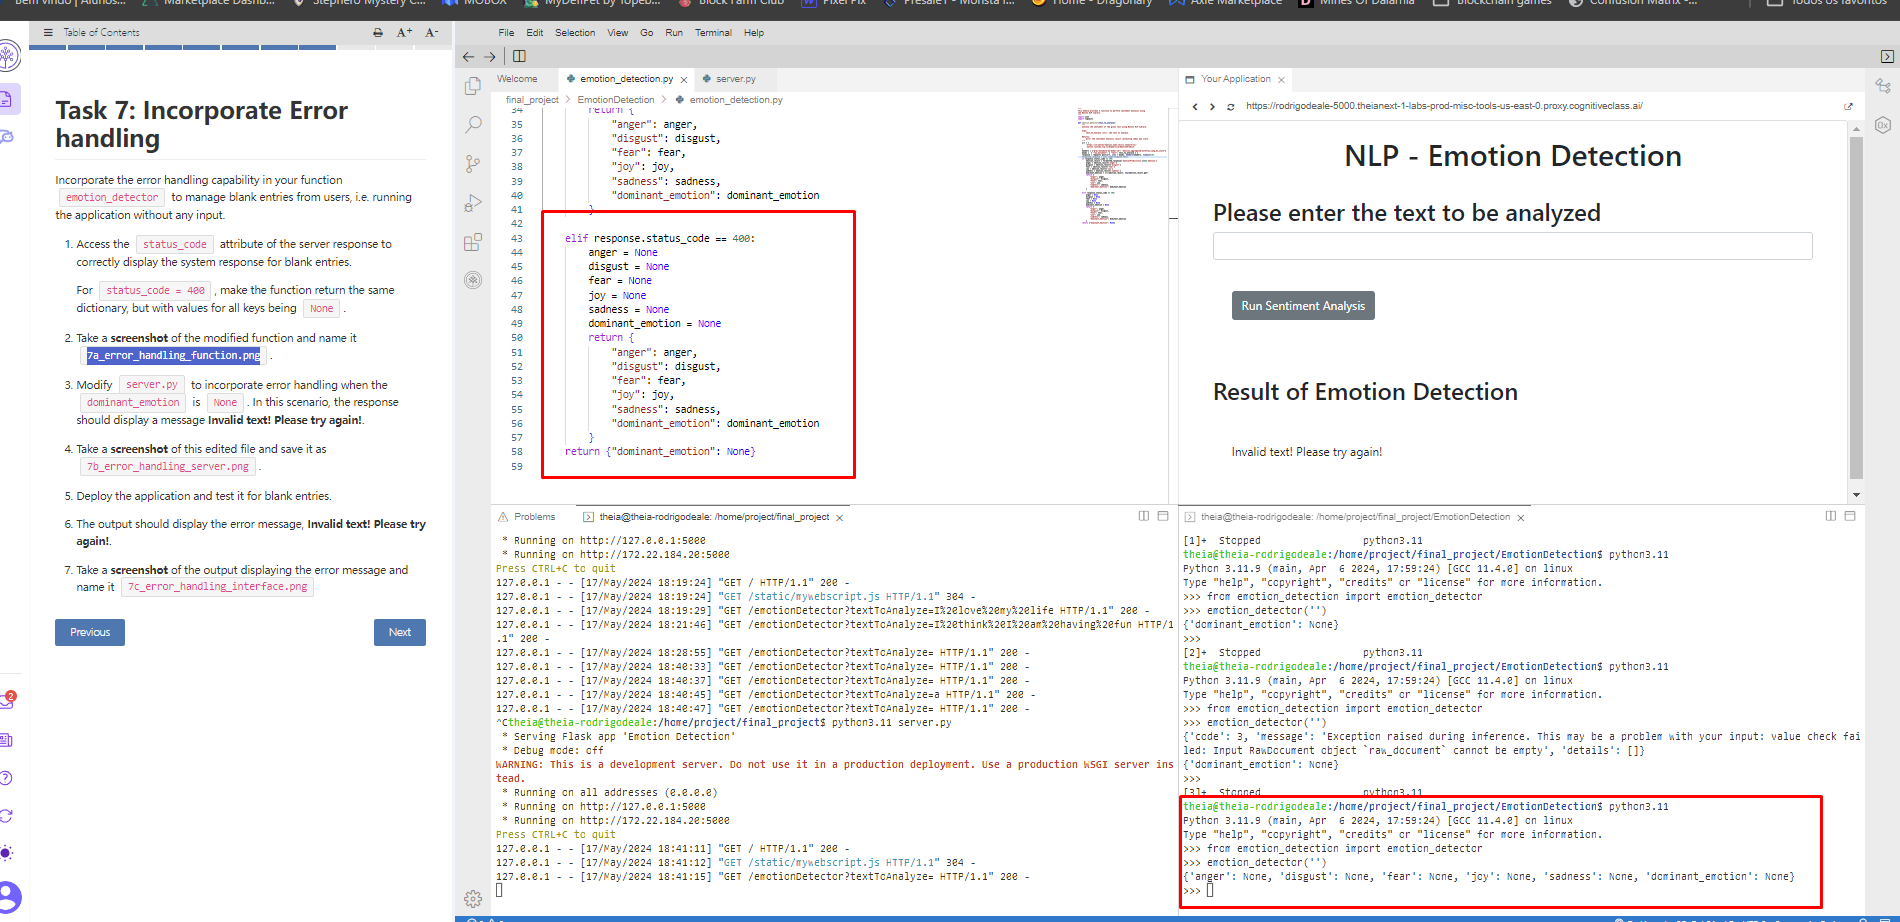 Bem vindo | Alunos...
Marketplace Dashb...
Stephero Mystery C...
MOBOX
MyDefiPet by Topeb...
Block Farm Club
Pixel Pix
Presale1 - Monsta I...
Home - Dragonary
Axie Marketplace
Mines Of Dalarnia
Blockchain games
Confusion Matrix -...
Todos os favoritos
Table of Contents
A+ A-
Task 7: Incorporate Error
handling
Incorporate the error handling capability in your function
emotion_detector to manage blank entries from users, i.e. running
the application without any input.
1. Access the status_code attribute of the server response to
correctly display the system response for blank entries.
For status_code = 400 , make the function return the same
dictionary, but with values for all keys being None .
2. Take a screenshot of the modified function and name it
7a_error_handling_function.png .
3. Modify server.py to incorporate error handling when the
dominant_emotion is None . In this scenario, the response
should display a message Invalid text! Please try again!.
4. Take a screenshot of this edited file and save it as
7b_error_handling_server.png .
5. Deploy the application and test it for blank entries.
6. The output should display the error message, Invalid text! Please try
again!.
7. Take a screenshot of the output displaying the error message and
name it 7c_error_handling_interface.png
Previous
Next
2
File Edit Selection View Go Run Terminal Help
Welcome
emotion_detection.py
server.py
final_project > EmotionDetection > emotion_detection.py
34 return {
35 "anger": anger,
36 "disgust": disgust,
37 "fear": fear,
38 "joy": joy,
39 "sadness": sadness,
40 "dominant_emotion": dominant_emotion
41 }
42
43 elif response.status_code == 400:
44 anger = None
45 disgust = None
46 fear = None
47 joy = None
48 sadness = None
49 dominant_emotion = None
50 return {
51 "anger": anger,
52 "disgust": disgust,
53 "fear": fear,
54 "joy": joy,
55 "sadness": sadness,
56 "dominant_emotion": dominant_emotion
57 }
58 return {"dominant_emotion": None}
59
Your Application
https://rodrigodeale-5000.theianext-1-labs-prod-misc-tools-us-east-0.proxy.cognitiveclass.ai/
NLP - Emotion Detection
Please enter the text to be analyzed
Run Sentiment Analysis
Result of Emotion Detection
Invalid text! Please try again!
Problems
theia@theia-rodrigodeale: /home/project/final_project
* Running on http://127.0.0.1:5000
* Running on http://172.22.184.20:5000
Press CTRL+C to quit
127.0.0.1 - - [17/May/2024 18:19:24] "GET / HTTP/1.1" 200 -
127.0.0.1 - - [17/May/2024 18:19:24] "GET /static/mywebscript.js HTTP/1.1" 304 -
127.0.0.1 - - [17/May/2024 18:19:29] "GET /emotionDetector?textToAnalyze=I%20love%20my%20life HTTP/1.1" 200 -
127.0.0.1 - - [17/May/2024 18:21:46] "GET /emotionDetector?textToAnalyze=I%20think%20I%20am%20having%20fun HTTP/1
.1" 200 -
127.0.0.1 - - [17/May/2024 18:28:55] "GET /emotionDetector?textToAnalyze= HTTP/1.1" 200 -
127.0.0.1 - - [17/May/2024 18:40:33] "GET /emotionDetector?textToAnalyze= HTTP/1.1" 200 -
127.0.0.1 - - [17/May/2024 18:40:37] "GET /emotionDetector?textToAnalyze= HTTP/1.1" 200 -
127.0.0.1 - - [17/May/2024 18:40:45] "GET /emotionDetector?textToAnalyze=a HTTP/1.1" 200 -
127.0.0.1 - - [17/May/2024 18:40:47] "GET /emotionDetector?textToAnalyze= HTTP/1.1" 200 -
^Ctheia@theia-rodrigodeale:/home/project/final_project$ python3.11 server.py
* Serving Flask app 'Emotion Detection'
* Debug mode: off
WARNING: This is a development server. Do not use it in a production deployment. Use a production WSGI server ins
tead.
* Running on all addresses (0.0.0.0)
* Running on http://127.0.0.1:5000
* Running on http://172.22.184.20:5000
Press CTRL+C to quit
127.0.0.1 - - [17/May/2024 18:41:11] "GET / HTTP/1.1" 200 -
127.0.0.1 - - [17/May/2024 18:41:12] "GET /static/mywebscript.js HTTP/1.1" 304 -
127.0.0.1 - - [17/May/2024 18:41:15] "GET /emotionDetector?textToAnalyze= HTTP/1.1" 200 -
theia@theia-rodrigodeale: /home/project/final_project/EmotionDetection
[1]+ Stopped python3.11
theia@theia-rodrigodeale:/home/project/final_project/EmotionDetection$ python3.11
Python 3.11.9 (main, Apr 6 2024, 17:59:24) [GCC 11.4.0] on linux
Type "help", "copyright", "credits" or "license" for more information.
>>> from emotion_detection import emotion_detector
>>> emotion_detector('')
{'dominant_emotion': None}
>>>
[2]+ Stopped python3.11
theia@theia-rodrigodeale:/home/project/final_project/EmotionDetection$ python3.11
Python 3.11.9 (main, Apr 6 2024, 17:59:24) [GCC 11.4.0] on linux
Type "help", "copyright", "credits" or "license" for more information.
>>> from emotion_detection import emotion_detector
>>> emotion_detector('')
{'code': 3, 'message': 'Exception raised during inference. This may be a problem with your input: value check fai
led: Input RawDocument object `raw_document` cannot be empty', 'details': []}
{'dominant_emotion': None}
>>>
[3]+ Stopped python3.11
theia@theia-rodrigodeale:/home/project/final_project/EmotionDetection$ python3.11
Python 3.11.9 (main, Apr 6 2024, 17:59:24) [GCC 11.4.0] on linux
Type "help", "copyright", "credits" or "license" for more information.
>>> from emotion_detection import emotion_detector
>>> emotion_detector('')
{'anger': None, 'disgust': None, 'fear': None, 'joy': None, 'sadness': None, 'dominant_emotion': None}
>>>